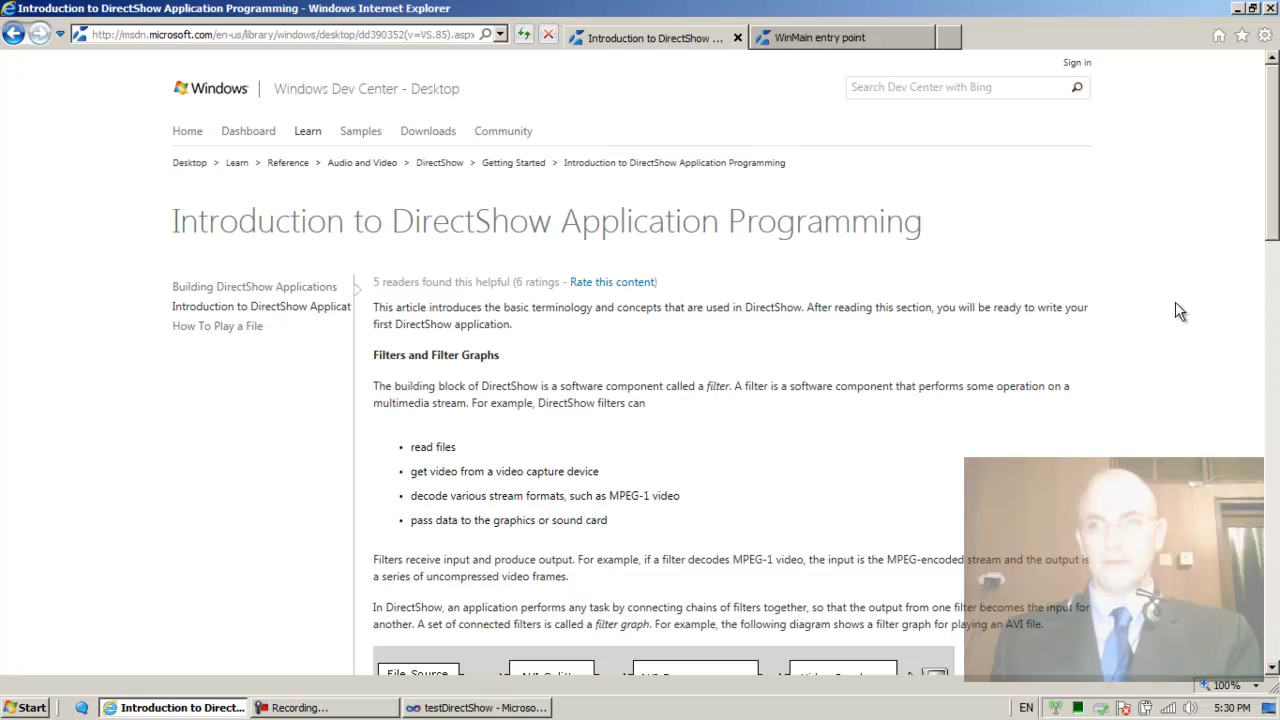 Introduction to DirectShow Application Programming - Windows Internet Explorer
http://msdn.microsoft.com/en-us/library/windows/desktop/dd390352(v=VS.85).aspx
Introduction to DirectShow ...
WinMain entry point
Sign in
Windows
Windows Dev Center - Desktop
Search Dev Center with Bing
Home Dashboard Learn Samples Downloads Community
Desktop > Learn > Reference > Audio and Video > DirectShow > Getting Started > Introduction to DirectShow Application Programming
Introduction to DirectShow Application Programming
Building DirectShow Applications
Introduction to DirectShow Applicat
How To Play a File
5 readers found this helpful (6 ratings - Rate this content)
This article introduces the basic terminology and concepts that are used in DirectShow. After reading this section, you will be ready to write your
first DirectShow application.
Filters and Filter Graphs
The building block of DirectShow is a software component called a filter. A filter is a software component that performs some operation on a
multimedia stream. For example, DirectShow filters can
• read files
• get video from a video capture device
• decode various stream formats, such as MPEG-1 video
• pass data to the graphics or sound card
Filters receive input and produce output. For example, if a filter decodes MPEG-1 video, the input is the MPEG-encoded stream and the output is
a series of uncompressed video frames.
In DirectShow, an application performs any task by connecting chains of filters together, so that the output from one filter becomes the input for
another. A set of connected filters is called a filter graph. For example, the following diagram shows a filter graph for playing an AVI file.
File Source
100%
Start
Introduction to Direct...
Recording...
testDirectShow - Microso...
EN
5:30 PM